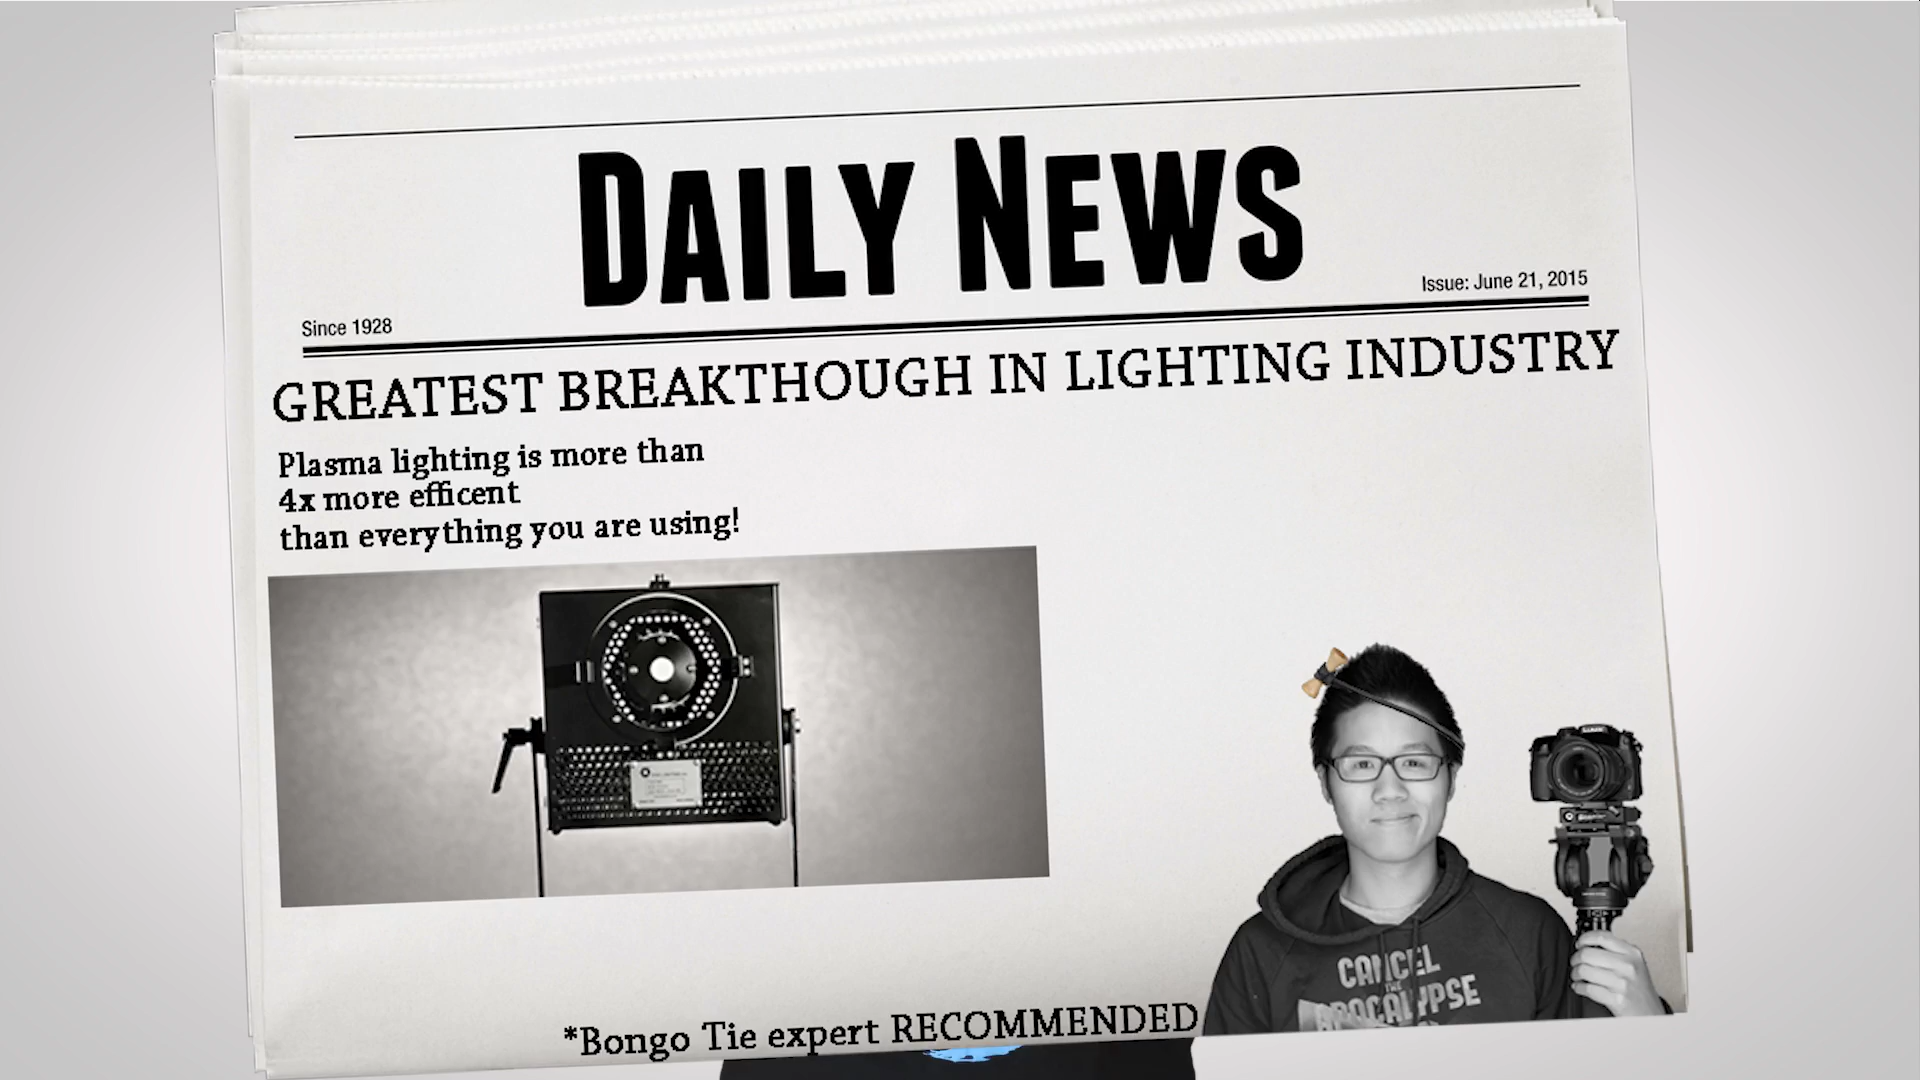 DAILY NEWS
Since 1928
Issue: June 21, 2015
GREATEST BREAKTHOUGH IN LIGHTING INDUSTRY
Plasma lighting is more than
4x more efficent
than everything you are using!
CANCEL
THE
APOCALYPSE
*Bongo Tie expert RECOMMENDED